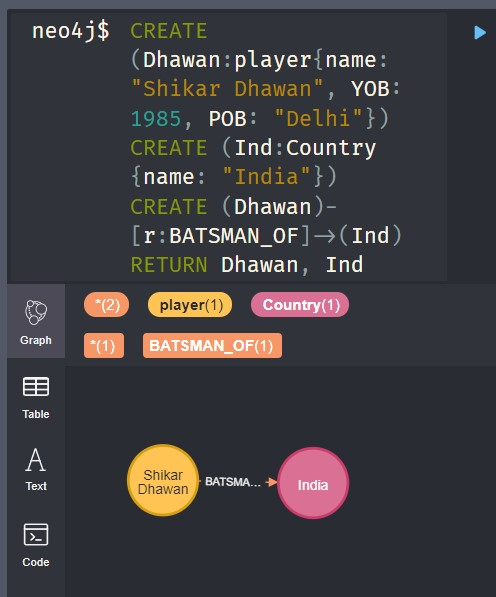 neo4j$ CREATE
(Dhawan:player{name:
"Shikar Dhawan", YOB:
1985, POB: "Delhi"})
CREATE (Ind:Country
{name: "India"})
CREATE (Dhawan)-
[r:BATSMAN_OF]->(Ind)
RETURN Dhawan, Ind
*(2) player(1) Country(1)
*(1) BATSMAN_OF(1)
Graph
Table
Text
Code
Shikar
Dhawan
BATSMA...
India